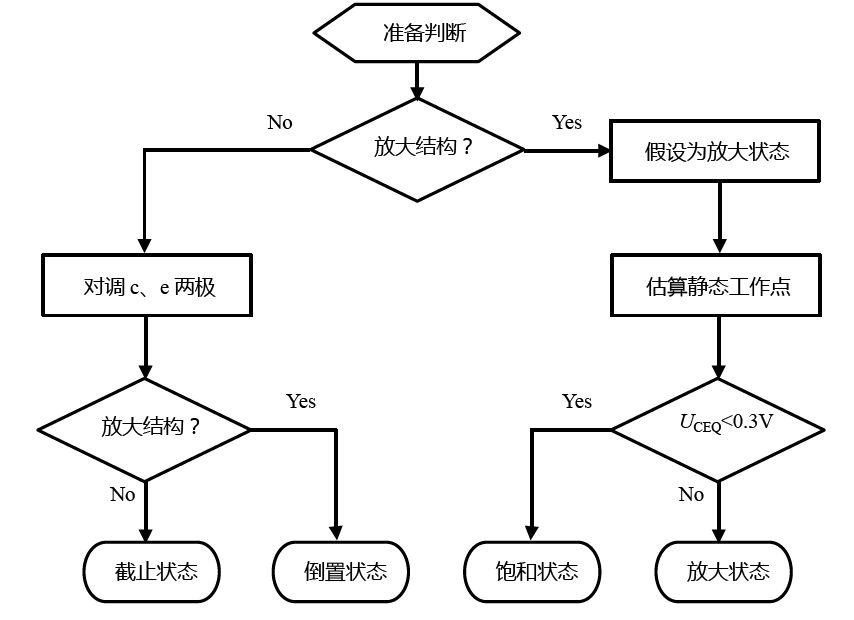 准备判断
No
放大结构？
Yes
假设为放大状态
对调 c、e 两极
估算静态工作点
放大结构？
Yes
Yes
UCEQ<0.3V
No
No
截止状态
倒置状态
饱和状态
放大状态